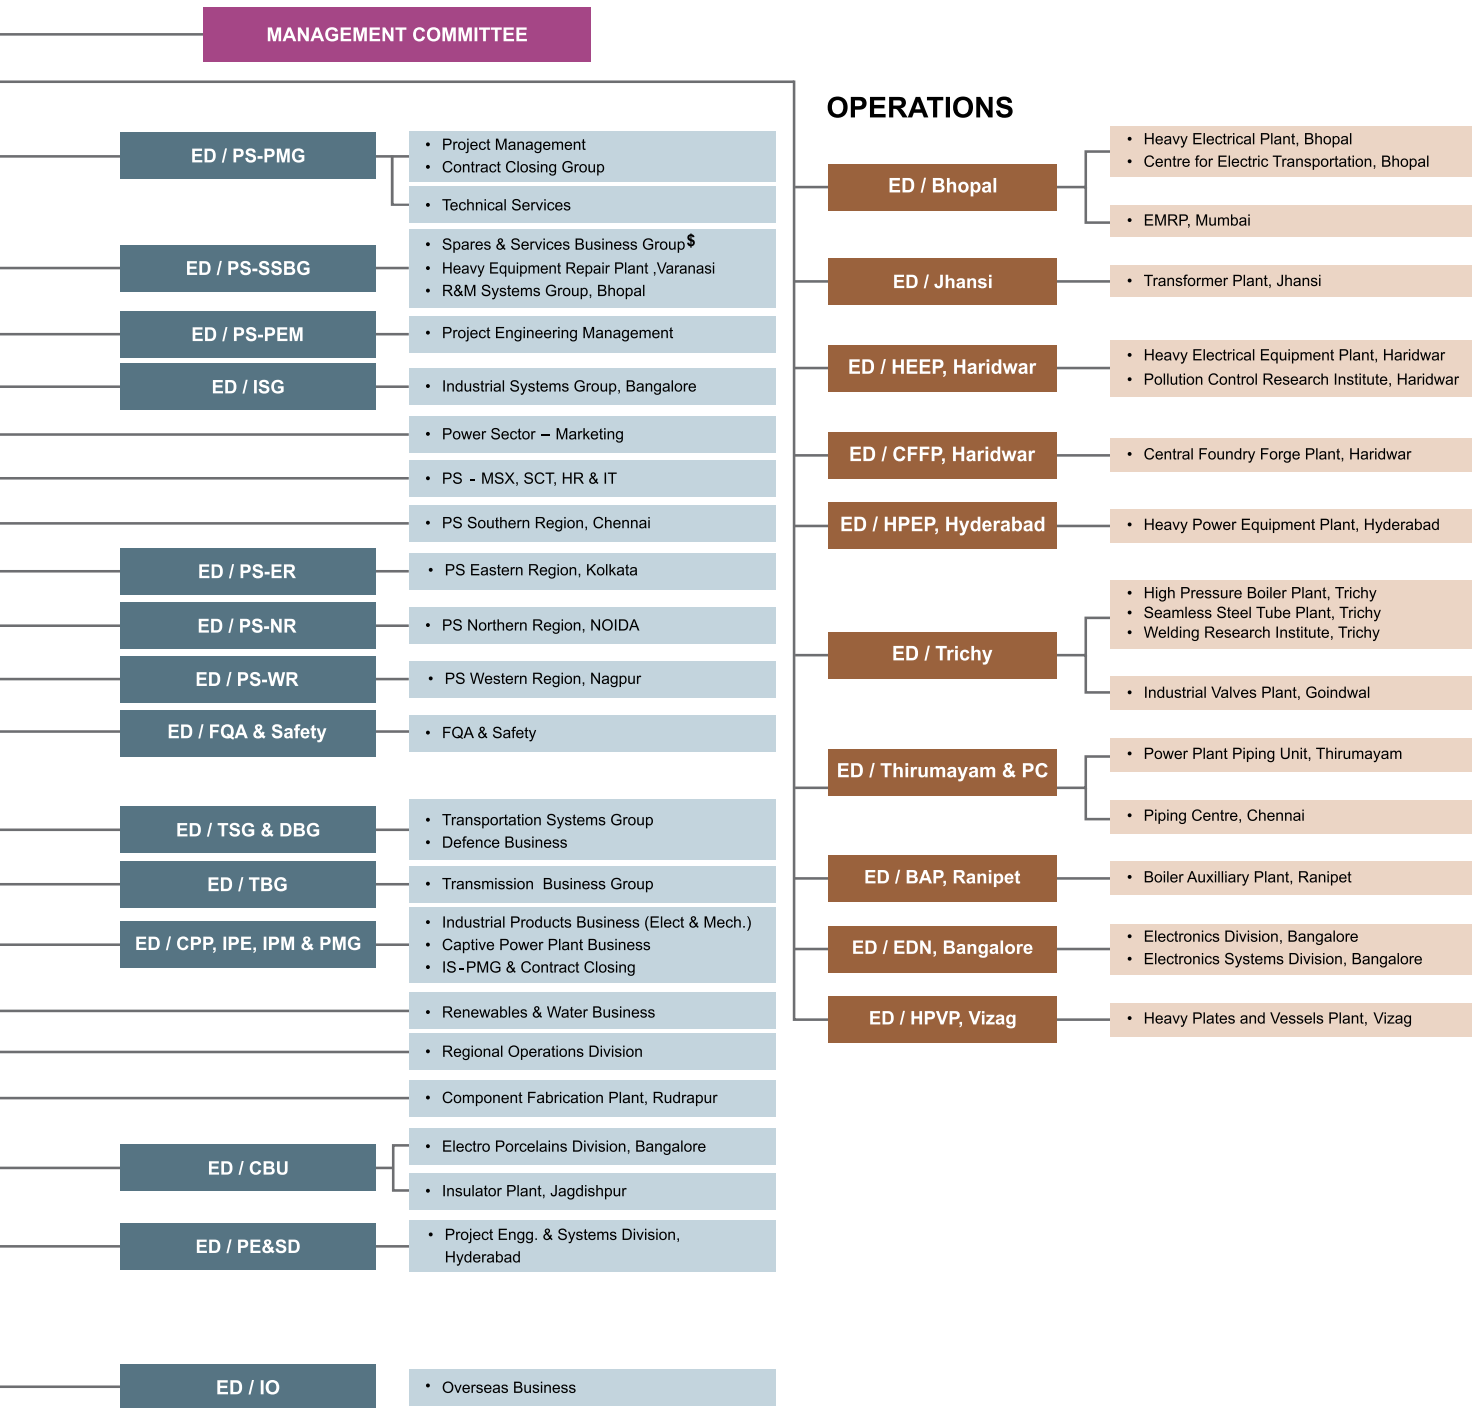 MANAGEMENT COMMITTEE
ED / PS-PMG
• Project Management
• Contract Closing Group
• Technical Services
ED / PS-SSBG
• Spares & Services Business Group$
• Heavy Equipment Repair Plant ,Varanasi
• R&M Systems Group, Bhopal
ED / PS-PEM
• Project Engineering Management
ED / ISG
• Industrial Systems Group, Bangalore
• Power Sector – Marketing
• PS - MSX, SCT, HR & IT
• PS Southern Region, Chennai
ED / PS-ER
• PS Eastern Region, Kolkata
ED / PS-NR
• PS Northern Region, NOIDA
ED / PS-WR
• PS Western Region, Nagpur
ED / FQA & Safety
• FQA & Safety
ED / TSG & DBG
• Transportation Systems Group
• Defence Business
ED / TBG
• Transmission Business Group
ED / CPP, IPE, IPM & PMG
• Industrial Products Business (Elect & Mech.)
• Captive Power Plant Business
• IS-PMG & Contract Closing
• Renewables & Water Business
• Regional Operations Division
• Component Fabrication Plant, Rudrapur
ED / CBU
• Electro Porcelains Division, Bangalore
• Insulator Plant, Jagdishpur
ED / PE&SD
• Project Engg. & Systems Division,
Hyderabad
ED / IO
• Overseas Business
OPERATIONS
ED / Bhopal
• Heavy Electrical Plant, Bhopal
• Centre for Electric Transportation, Bhopal
• EMRP, Mumbai
ED / Jhansi
• Transformer Plant, Jhansi
ED / HEEP, Haridwar
• Heavy Electrical Equipment Plant, Haridwar
• Pollution Control Research Institute, Haridwar
ED / CFFP, Haridwar
• Central Foundry Forge Plant, Haridwar
ED / HPEP, Hyderabad
• Heavy Power Equipment Plant, Hyderabad
ED / Trichy
• High Pressure Boiler Plant, Trichy
• Seamless Steel Tube Plant, Trichy
• Welding Research Institute, Trichy
• Industrial Valves Plant, Goindwal
ED / Thirumayam & PC
• Power Plant Piping Unit, Thirumayam
• Piping Centre, Chennai
ED / BAP, Ranipet
• Boiler Auxilliary Plant, Ranipet
ED / EDN, Bangalore
• Electronics Division, Bangalore
• Electronics Systems Division, Bangalore
ED / HPVP, Vizag
• Heavy Plates and Vessels Plant, Vizag